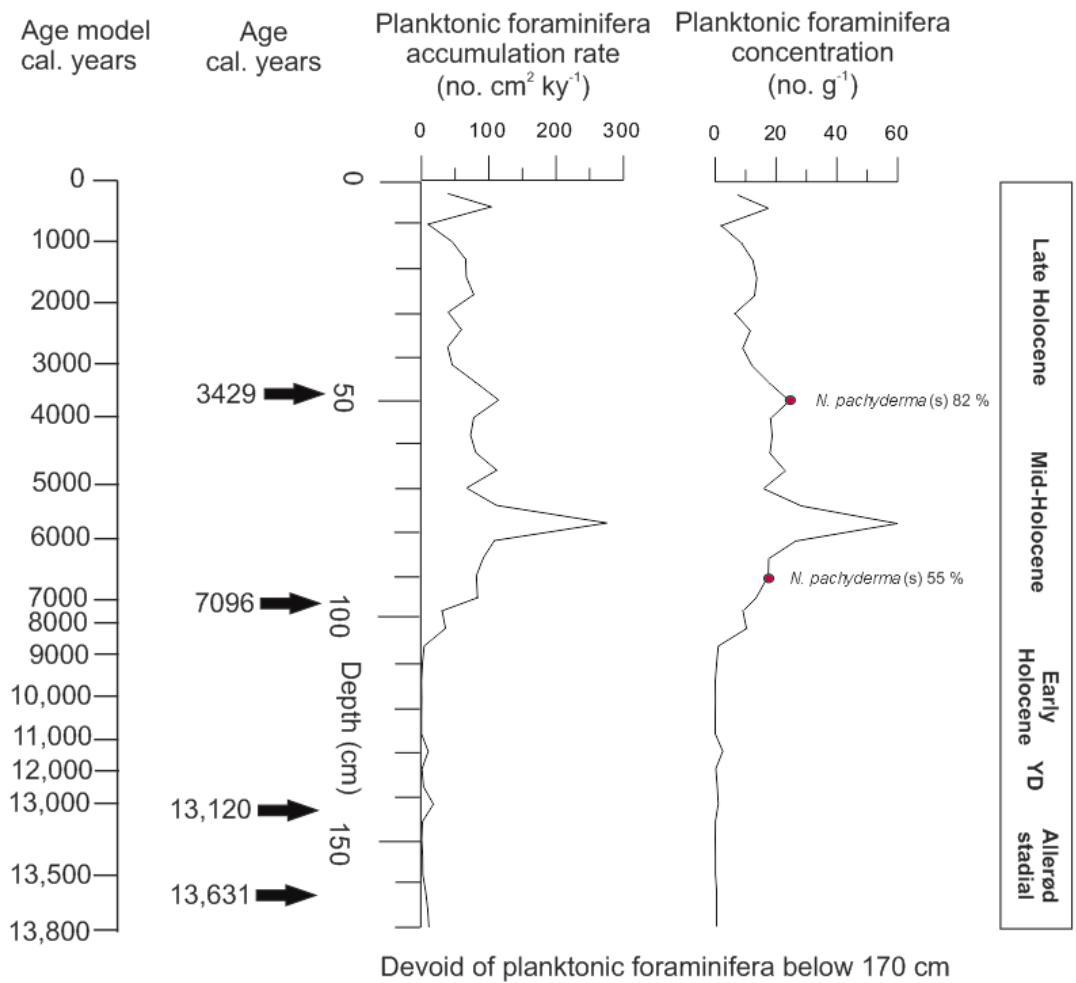 Age model
cal. years
Age
cal. years
Planktonic foraminifera
accumulation rate
(no. cm² ky⁻¹)
Planktonic foraminifera
concentration
(no. g⁻¹)
0 100 200 300
0 20 40 60
0
1000
2000
3000
4000
5000
6000
7000
8000
9000
10,000
11,000
12,000
13,000
13,500
13,800
3429
7096
13,120
13,631
0
50
100
Depth (cm)
150
N. pachyderma (s) 82 %
N. pachyderma (s) 55 %
Late Holocene
Mid-Holocene
Early
Holocene
YD
Allerød
stadial
Devoid of planktonic foraminifera below 170 cm